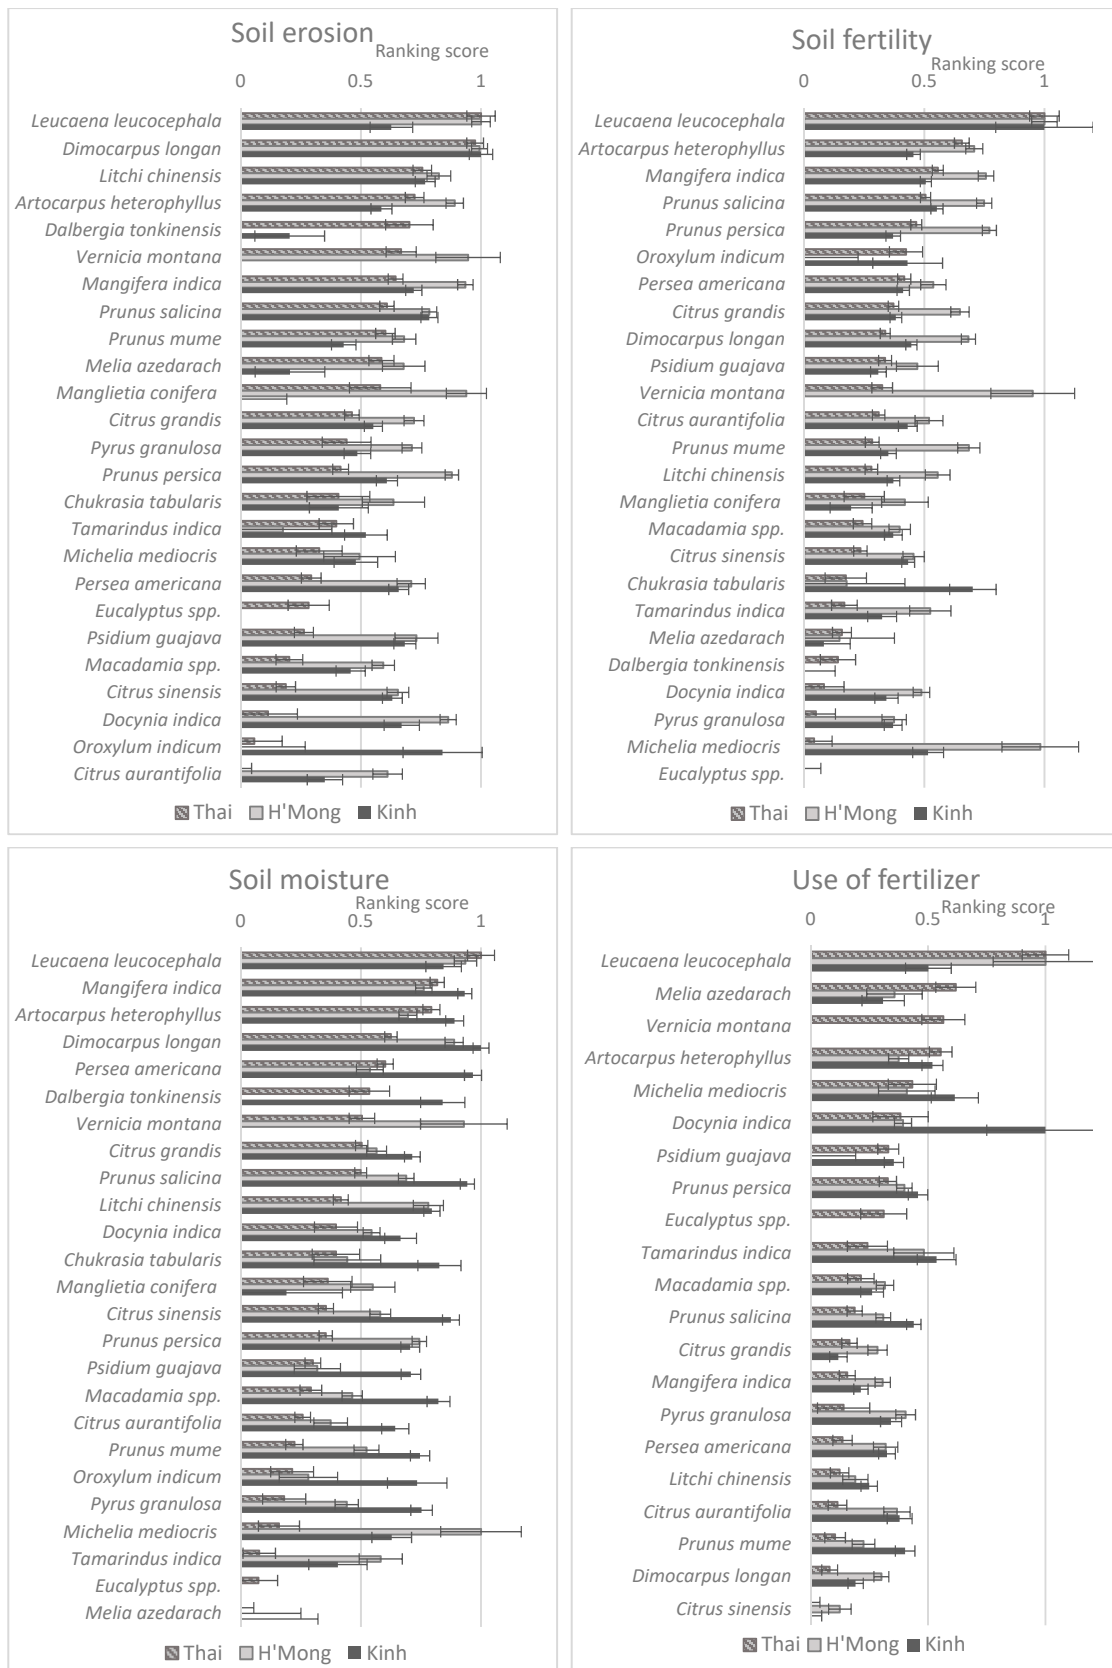 Soil erosion
Ranking score
0 0.5 1
Leucaena leucocephala
Dimocarpus longan
Litchi chinensis
Artocarpus heterophyllus
Dalbergia tonkinensis
Vernicia montana
Mangifera indica
Prunus salicina
Prunus mume
Melia azedarach
Manglietia conifera
Citrus grandis
Pyrus granulosa
Prunus persica
Chukrasia tabularis
Tamarindus indica
Michelia mediocris
Persea americana
Eucalyptus spp.
Psidium guajava
Macadamia spp.
Citrus sinensis
Docynia indica
Oroxylum indicum
Citrus aurantifolia
Thai H'Mong Kinh
Soil fertility
Ranking score
0 0.5 1
Leucaena leucocephala
Artocarpus heterophyllus
Mangifera indica
Prunus salicina
Prunus persica
Oroxylum indicum
Persea americana
Citrus grandis
Dimocarpus longan
Psidium guajava
Vernicia montana
Citrus aurantifolia
Prunus mume
Litchi chinensis
Manglietia conifera
Macadamia spp.
Citrus sinensis
Chukrasia tabularis
Tamarindus indica
Melia azedarach
Dalbergia tonkinensis
Docynia indica
Pyrus granulosa
Michelia mediocris
Eucalyptus spp.
Thai H'Mong Kinh
Soil moisture
Ranking score
0 0.5 1
Leucaena leucocephala
Mangifera indica
Artocarpus heterophyllus
Dimocarpus longan
Persea americana
Dalbergia tonkinensis
Vernicia montana
Citrus grandis
Prunus salicina
Litchi chinensis
Docynia indica
Chukrasia tabularis
Manglietia conifera
Citrus sinensis
Prunus persica
Psidium guajava
Macadamia spp.
Citrus aurantifolia
Prunus mume
Oroxylum indicum
Pyrus granulosa
Michelia mediocris
Tamarindus indica
Eucalyptus spp.
Melia azedarach
Thai H'Mong Kinh
Use of fertilizer
Ranking score
0 0.5 1
Leucaena leucocephala
Melia azedarach
Vernicia montana
Artocarpus heterophyllus
Michelia mediocris
Docynia indica
Psidium guajava
Prunus persica
Eucalyptus spp.
Tamarindus indica
Macadamia spp.
Prunus salicina
Citrus grandis
Mangifera indica
Pyrus granulosa
Persea americana
Litchi chinensis
Citrus aurantifolia
Prunus mume
Dimocarpus longan
Citrus sinensis
Thai H'Mong Kinh